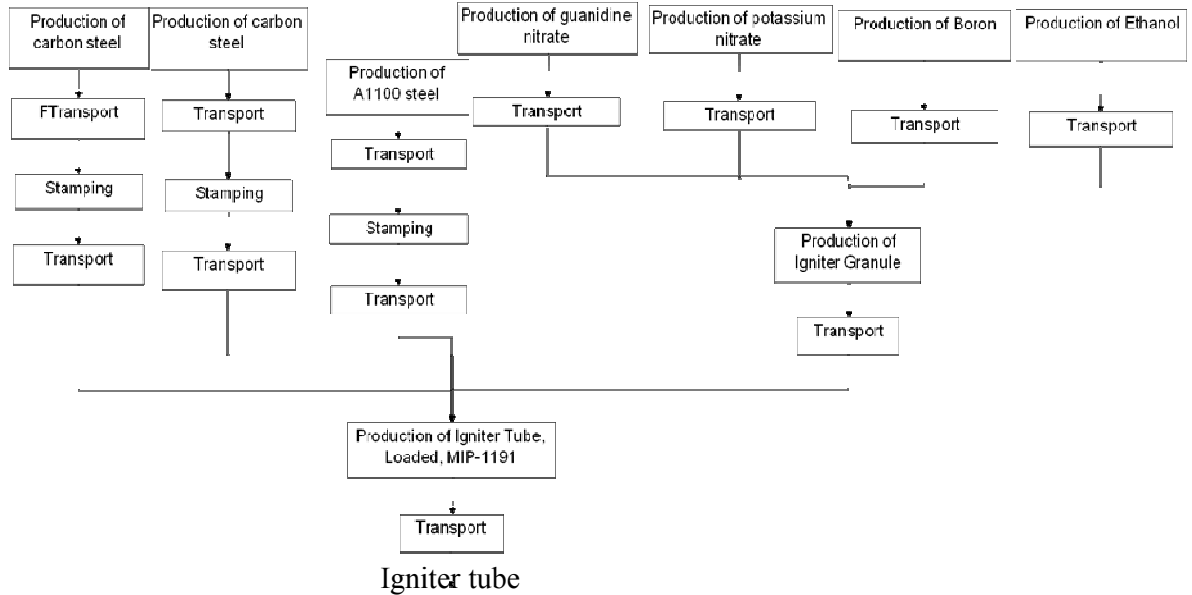 Production of
carbon steel
Production of carbon
steel
Production of guanidine
nitrate
Production of potassium
nitrate
Production of Boron
Production of Ethanol
Production of
A1100 steel
FTransport
Transport
Transport
Transport
Transport
Transport
Transport
Stamping
Stamping
Stamping
Production of
Igniter Granule
Transport
Transport
Transport
Transport
Production of Igniter Tube,
Loaded, MIP-1191
Transport
Igniter tube